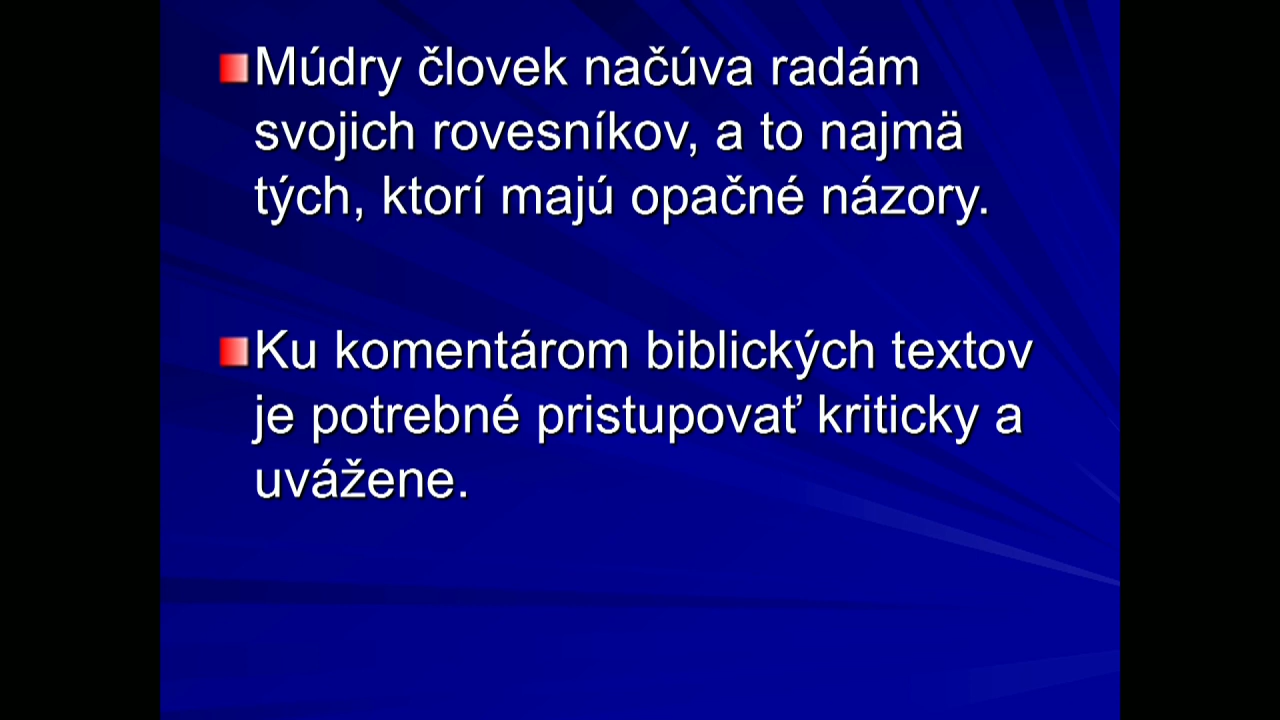 Múdry človek načúva radám
svojich rovesníkov, a to najmä
tých, ktorí majú opačné názory.
Ku komentárom biblických textov
je potrebné pristupovať kriticky a
uvážene.